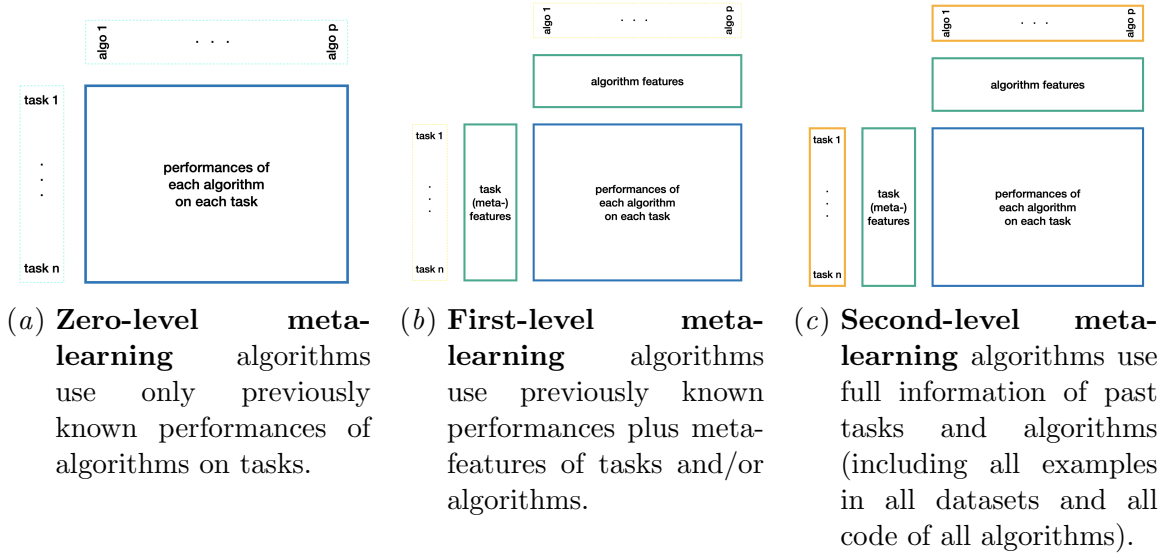 algo 1
. . .
algo p
task 1
.
.
.
task n
performances of
each algorithm
on each task
(a) Zero-level meta-
learning algorithms
use only previously
known performances of
algorithms on tasks.
algo 1
. . .
algo p
algorithm features
task 1
.
.
.
task n
task
(meta-)
features
performances of
each algorithm
on each task
(b) First-level meta-
learning algorithms
use previously known
performances plus meta-
features of tasks and/or
algorithms.
algo 1
. . .
algo p
algorithm features
task 1
.
.
.
task n
task
(meta-)
features
performances of
each algorithm
on each task
(c) Second-level meta-
learning algorithms use
full information of past
tasks and algorithms
(including all examples
in all datasets and all
code of all algorithms).